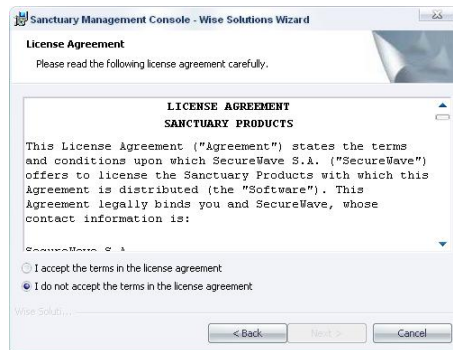 Sanctuary Management Console - Wise Solutions Wizard
License Agreement
Please read the following license agreement carefully.
LICENSE AGREEMENT
SANCTUARY PRODUCTS
This License Agreement ("Agreement") states the terms
and conditions upon which SecureWave S.A. ("SecureWave")
offers to license the Sanctuary Products with which this
Agreement is distributed (the "Software"). This
Agreement legally binds you and SecureWave, whose
contact information is:
SecureWave S.A.
I accept the terms in the license agreement
I do not accept the terms in the license agreement
Wise Soluti...
< Back
Next >
Cancel